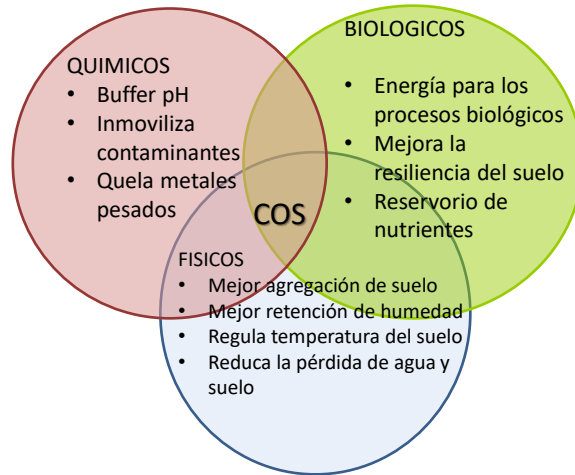 QUIMICOS
• Buffer pH
• Inmoviliza
contaminantes
• Quela metales
pesados
BIOLOGICOS
• Energía para los
procesos biológicos
• Mejora la
resiliencia del suelo
• Reservorio de
nutrientes
COS
FISICOS
• Mejor agregación de suelo
• Mejor retención de humedad
• Regula temperatura del suelo
• Reduca la pérdida de agua y
suelo